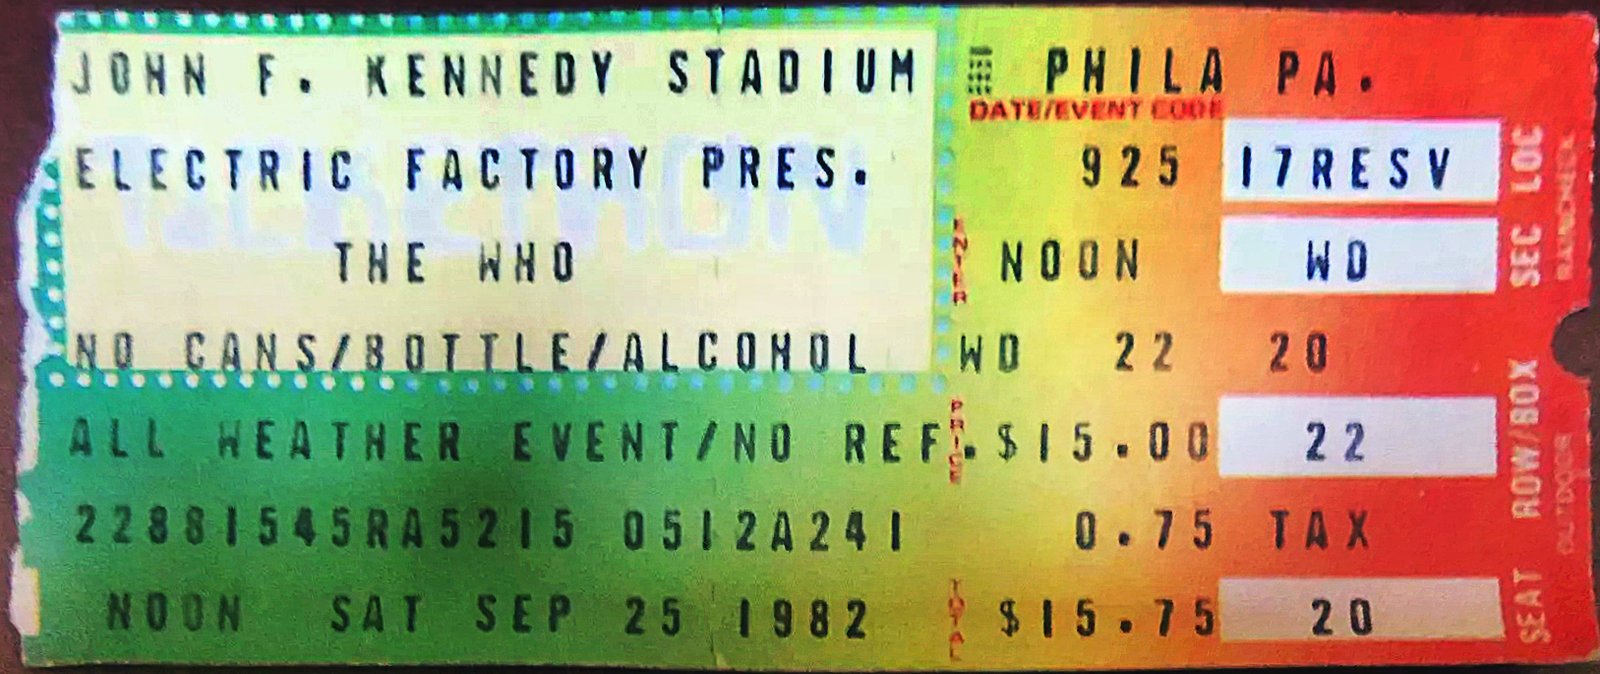 JOHN F. KENNEDY STADIUM PHILA PA.
DATE/EVENT CODE
ELECTRIC FACTORY PRES. 925 17RESV
TICKETRON
THE WHO NOON WD
ENTER
NO CANS/BOTTLE/ALCOHOL WD 22 20
ALL WEATHER EVENT/NO REF. $15.00 22
PRICE
22881545RA5215 0512A241 0.75 TAX
NOON SAT SEP 25 1982 $15.75 20
TOTAL
SEC LOC
ROW/BOX
SEAT